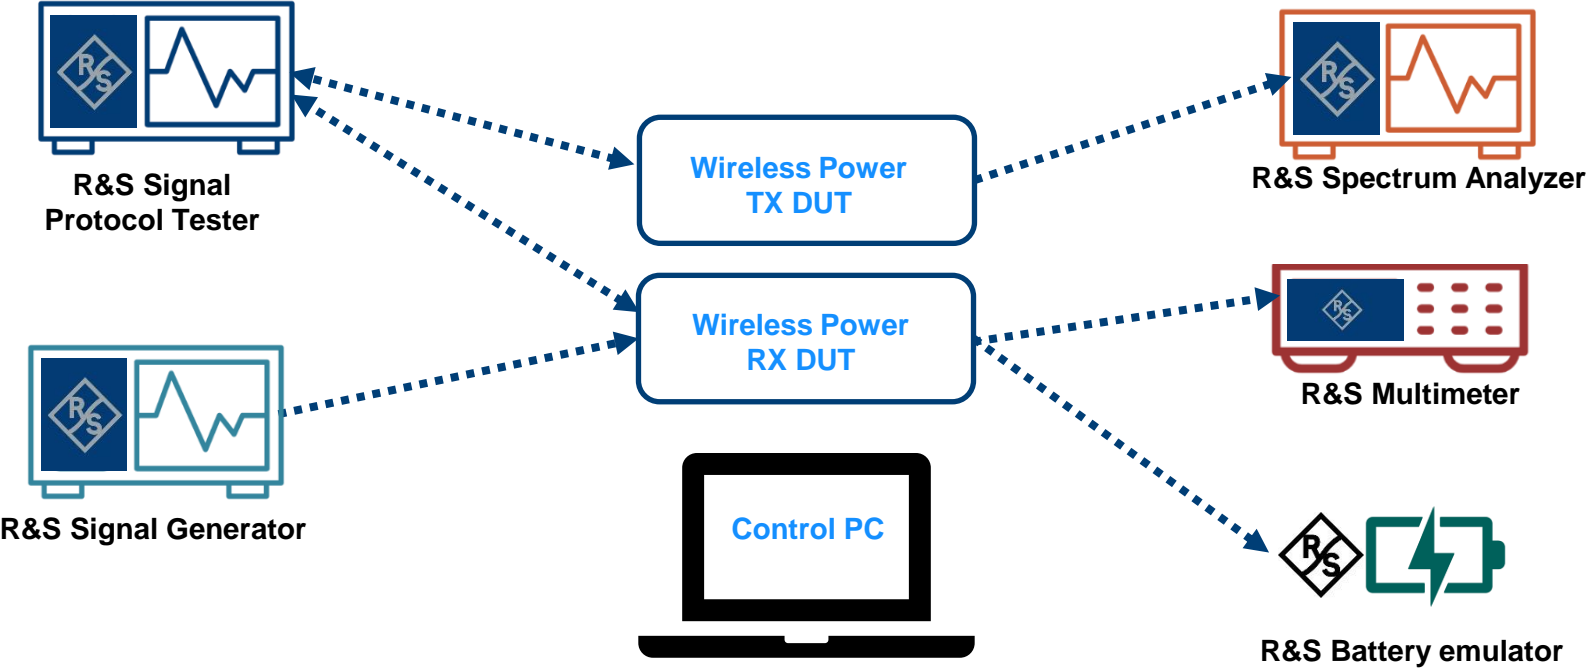 R&S
R&S Signal
Protocol Tester
Wireless Power
TX DUT
R&S
R&S Spectrum Analyzer
Wireless Power
RX DUT
R&S
R&S Multimeter
R&S
R&S Signal Generator
Control PC
R&S
R&S Battery emulator